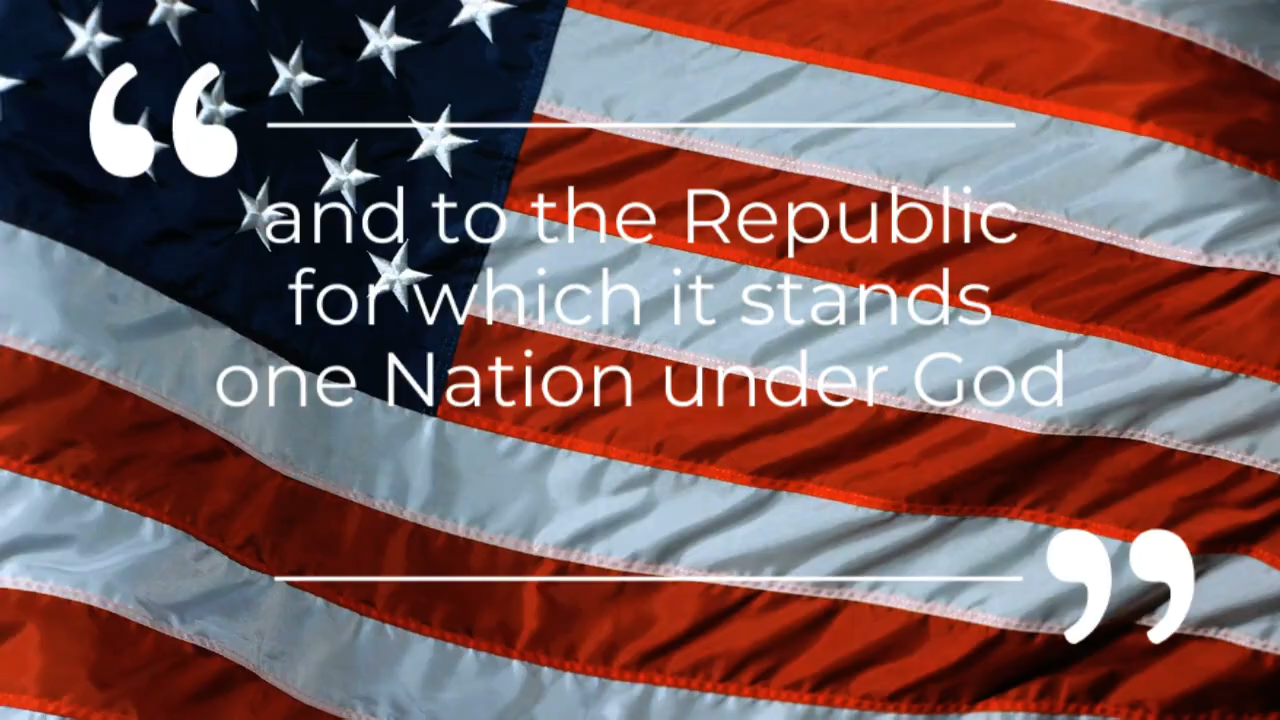 “
and to the Republic
for which it stands
one Nation under God
”